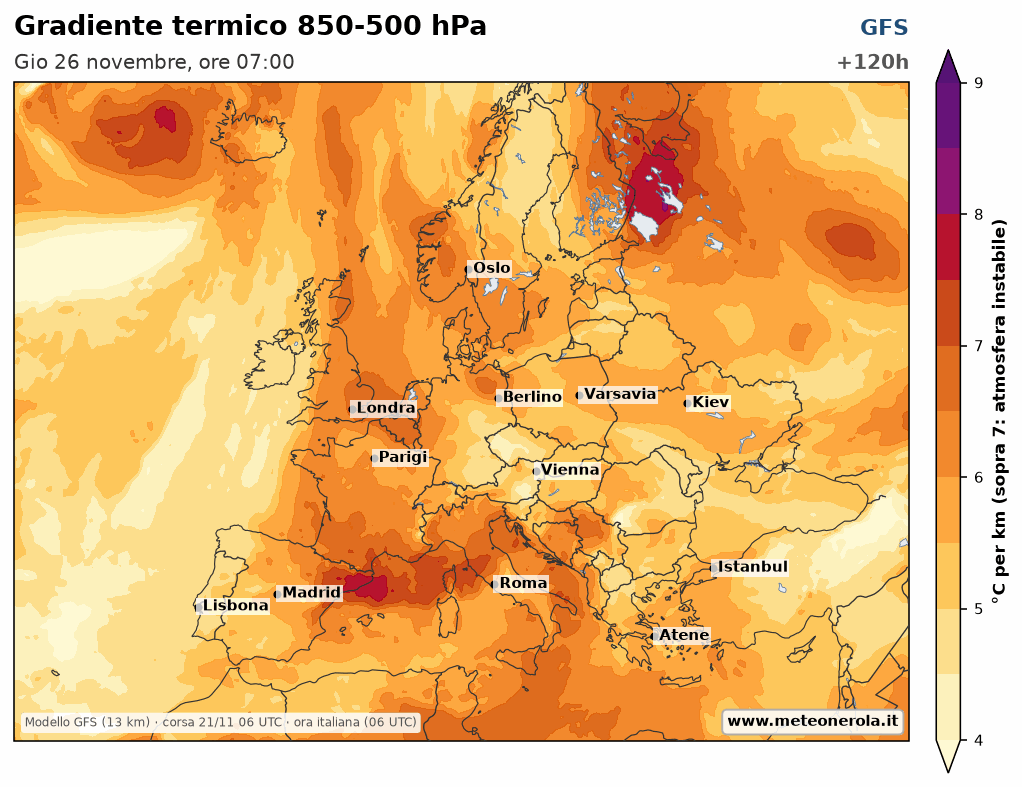 Gradiente termico 850-500 hPa
GFS
Gio 26 novembre, ore 07:00
+120h
Oslo
Londra
Berlino
Varsavia
Kiev
Parigi
Vienna
Madrid
Lisbona
Roma
Istanbul
Atene
Modello GFS (13 km) · corsa 21/11 06 UTC · ora italiana (06 UTC)
www.meteonerola.it
9
8
7
6
5
4
°C per km (sopra 7: atmosfera instabile)